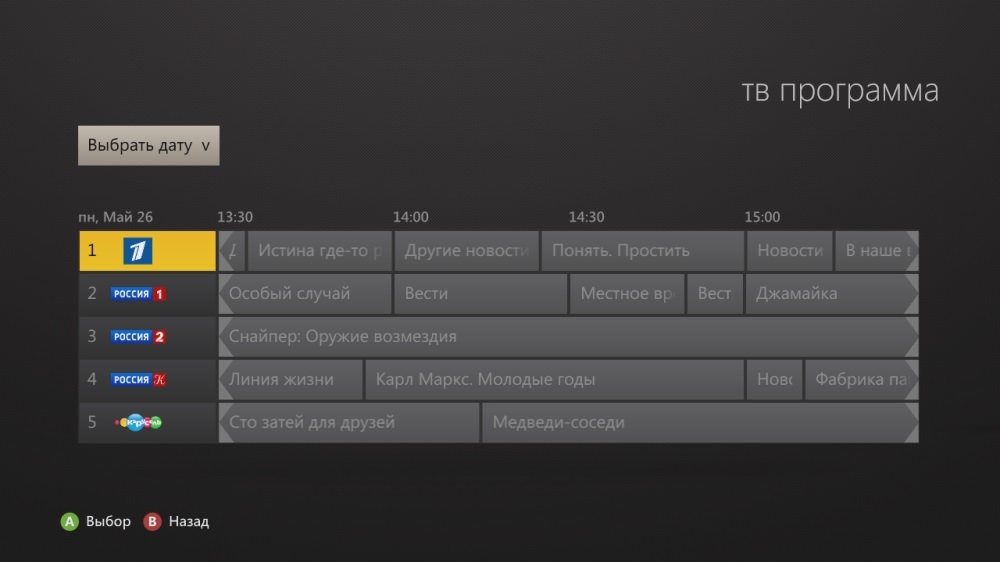 тв программа
Выбрать дату v
пн, Май 26 13:30 14:00 14:30 15:00
1 Истина где-то Другие новости Понять. Простить Новости В наше
2 РОССИЯ 1 Особый случай Вести Местное Вест Джамайка
3 РОССИЯ 2 Снайпер: Оружие возмездия
4 РОССИЯ К Линия жизни Карл Маркс. Молодые годы Нов Фабрика па
5 Карусель Сто затей для друзей Медведи-соседи
A Выбор B Назад